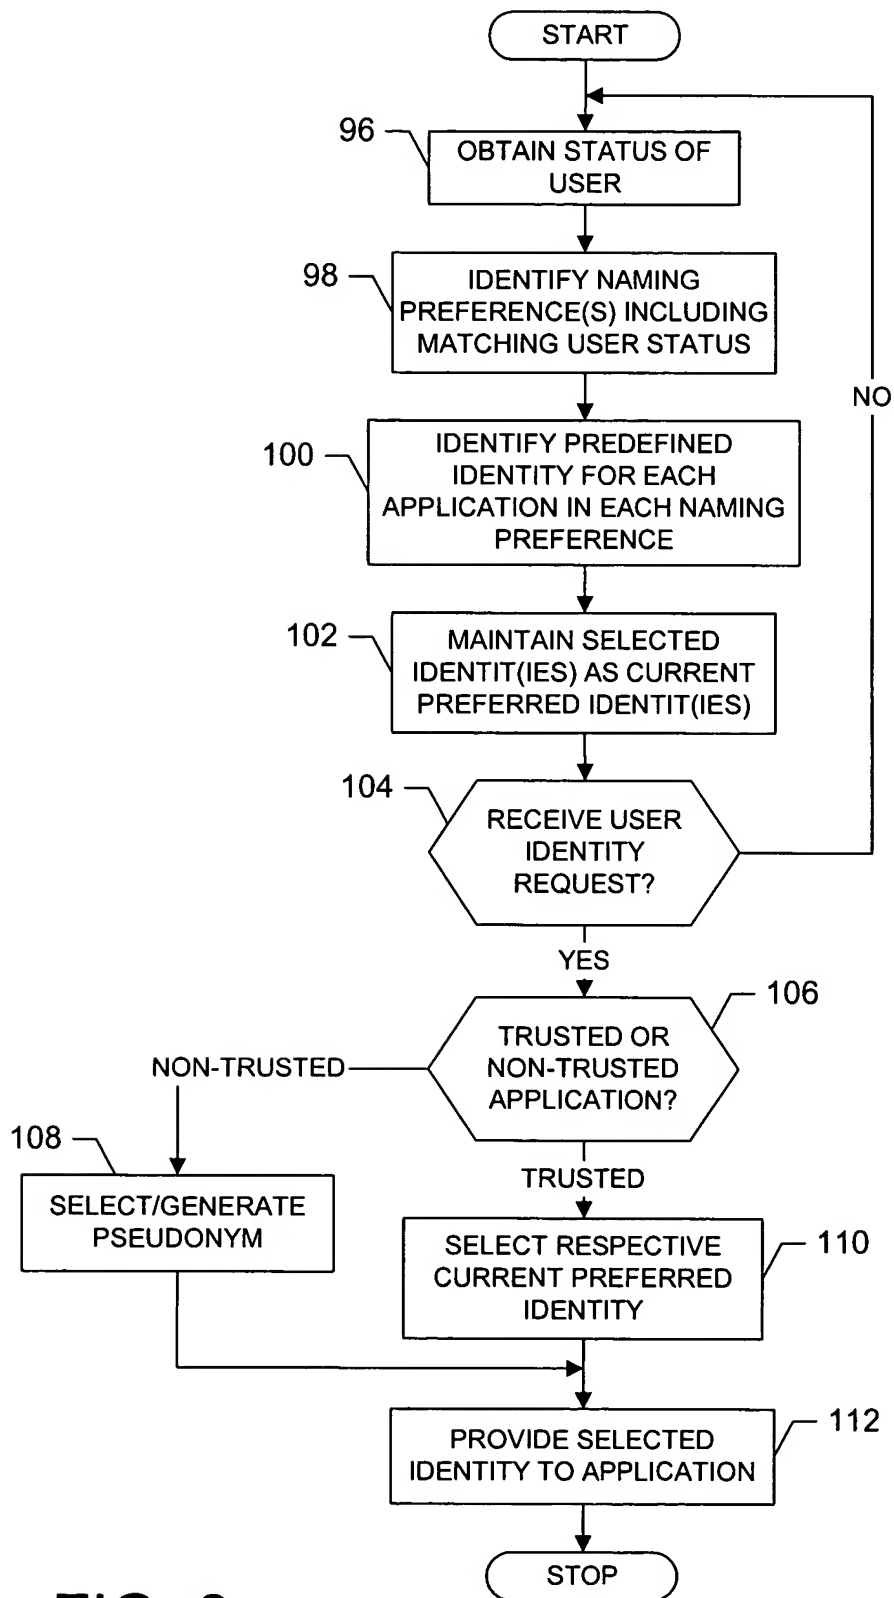 START
96
OBTAIN STATUS OF
USER
98
IDENTIFY NAMING
PREFERENCE(S) INCLUDING
MATCHING USER STATUS
NO
100
IDENTIFY PREDEFINED
IDENTITY FOR EACH
APPLICATION IN EACH NAMING
PREFERENCE
102
MAINTAIN SELECTED
IDENTIT(IES) AS CURRENT
PREFERRED IDENTIT(IES)
104
RECEIVE USER
IDENTITY
REQUEST?
YES
106
TRUSTED OR
NON-TRUSTED
APPLICATION?
NON-TRUSTED
108
TRUSTED
SELECT/GENERATE
PSEUDONYM
110
SELECT RESPECTIVE
CURRENT PREFERRED
IDENTITY
112
PROVIDE SELECTED
IDENTITY TO APPLICATION
STOP